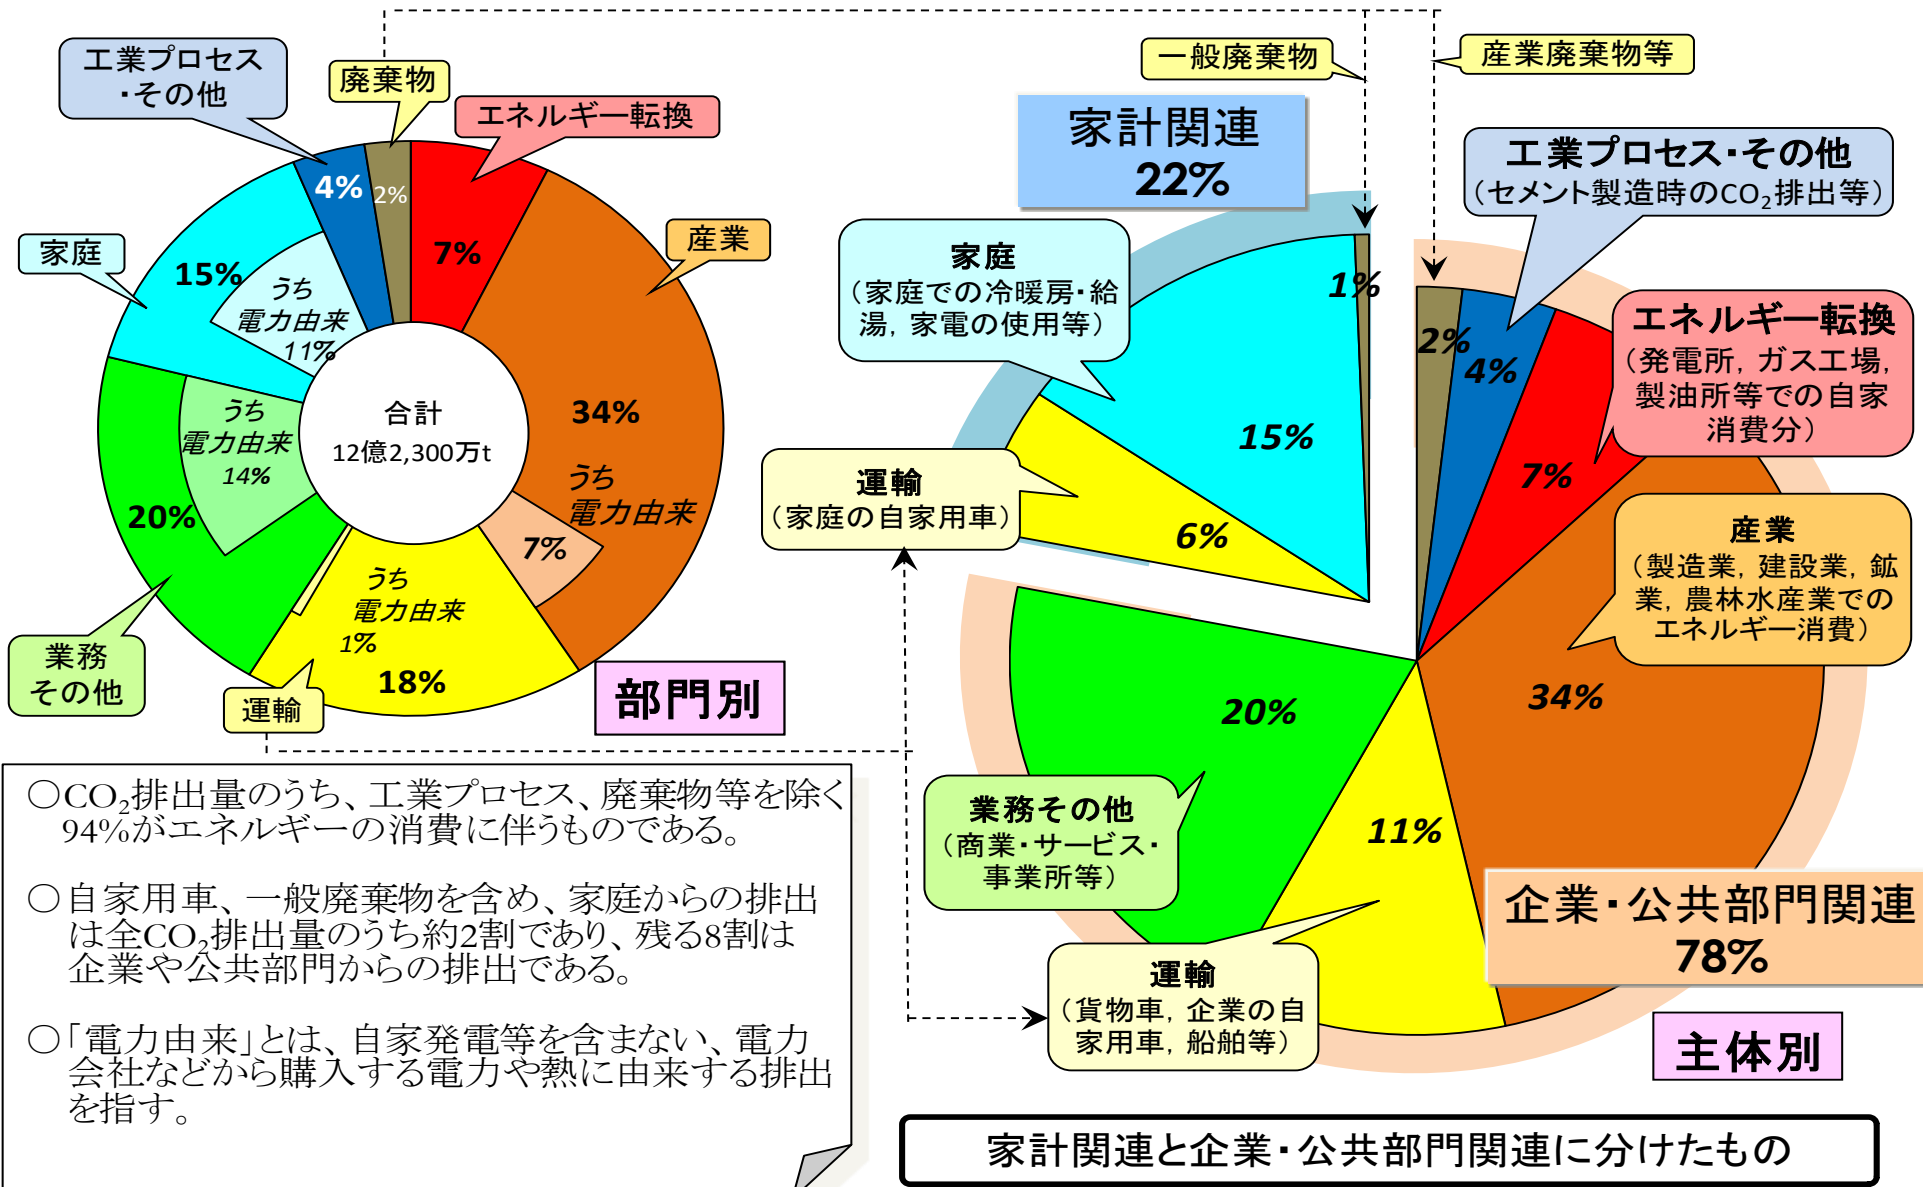 工業プロセス
・その他
廃棄物
エネルギー転換
産業
家庭
業務
その他
運輸
4%
2%
7%
15%
うち
電力由来
11%
34%
うち
電力由来
7%
うち
電力由来
14%
20%
うち
電力由来
1%
18%
合計
12億2,300万t
部門別
一般廃棄物
産業廃棄物等
家計関連
22%
工業プロセス・その他
（セメント製造時のCO₂排出等）
家庭
（家庭での冷暖房・給
湯，家電の使用等）
エネルギー転換
（発電所，ガス工場，
製油所等での自家
消費分）
運輸
（家庭の自家用車）
産業
（製造業，建設業，鉱
業，農林水産業での
エネルギー消費）
1%
15%
6%
2%
4%
7%
34%
20%
11%
業務その他
（商業・サービス・
事業所等）
運輸
（貨物車，企業の自
家用車，船舶等）
企業・公共部門関連
78%
主体別
○CO₂排出量のうち、工業プロセス、廃棄物等を除く
94%がエネルギーの消費に伴うものである。
○自家用車、一般廃棄物を含め、家庭からの排出
は全CO₂排出量のうち約2割であり、残る8割は
企業や公共部門からの排出である。
○「電力由来」とは、自家発電等を含まない、電力
会社などから購入する電力や熱に由来する排出
を指す。
家計関連と企業・公共部門関連に分けたもの